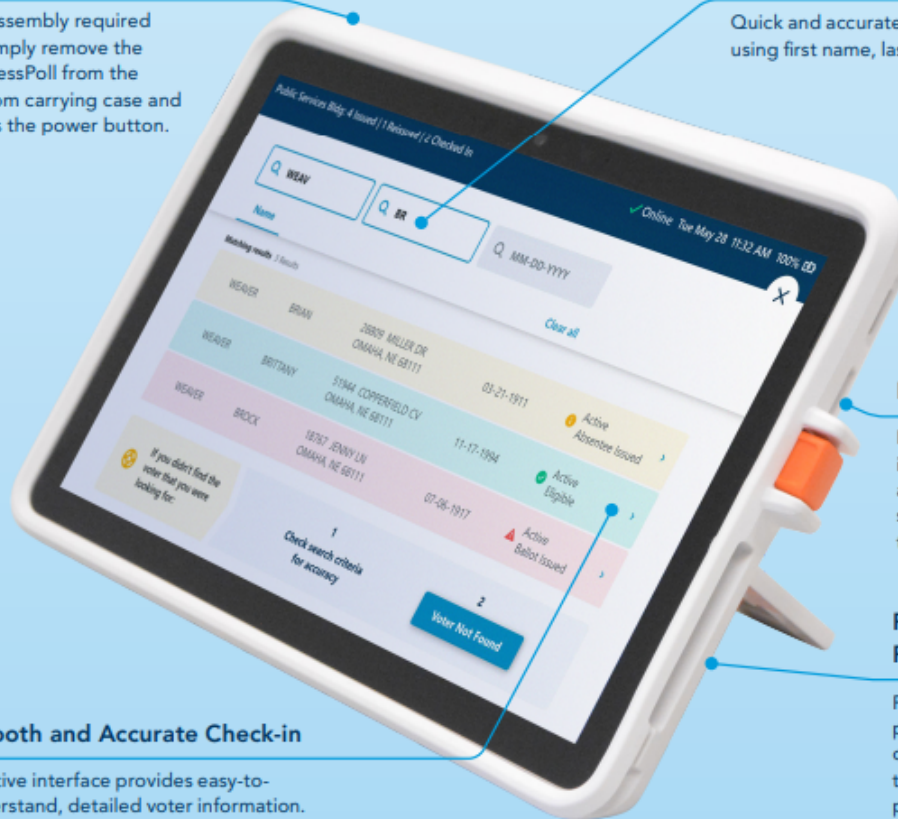 ssembly required
mply remove the
essPoll from the
om carrying case and
s the power button.
Quick and accurate
using first name, las
Public Services Bldg: 4 Issued | 1 Reissued | 2 Checked In
Online Tue May 28 11:32 AM 100%
WEAV
BR
MM-DD-YYYY
Name
Clear all
Matching results 3 Results
WEAVER BRIAN 28809 MILLER DR 03-21-1911 Active
OMAHA, NE 68111 Absentee Issued
WEAVER BRITTANY 51944 COPPERFIELD CV 11-17-1994 Active
OMAHA, NE 68111 Eligible
WEAVER BROCK 18767 JENNY LN 07-06-1917 Active
OMAHA, NE 68111 Ballot Issued
If you didn't find the
voter that you were
looking for:
1
Check search criteria
for accuracy
2
Voter Not Found
ooth and Accurate Check-in
tive interface provides easy-to-
erstand, detailed voter information.